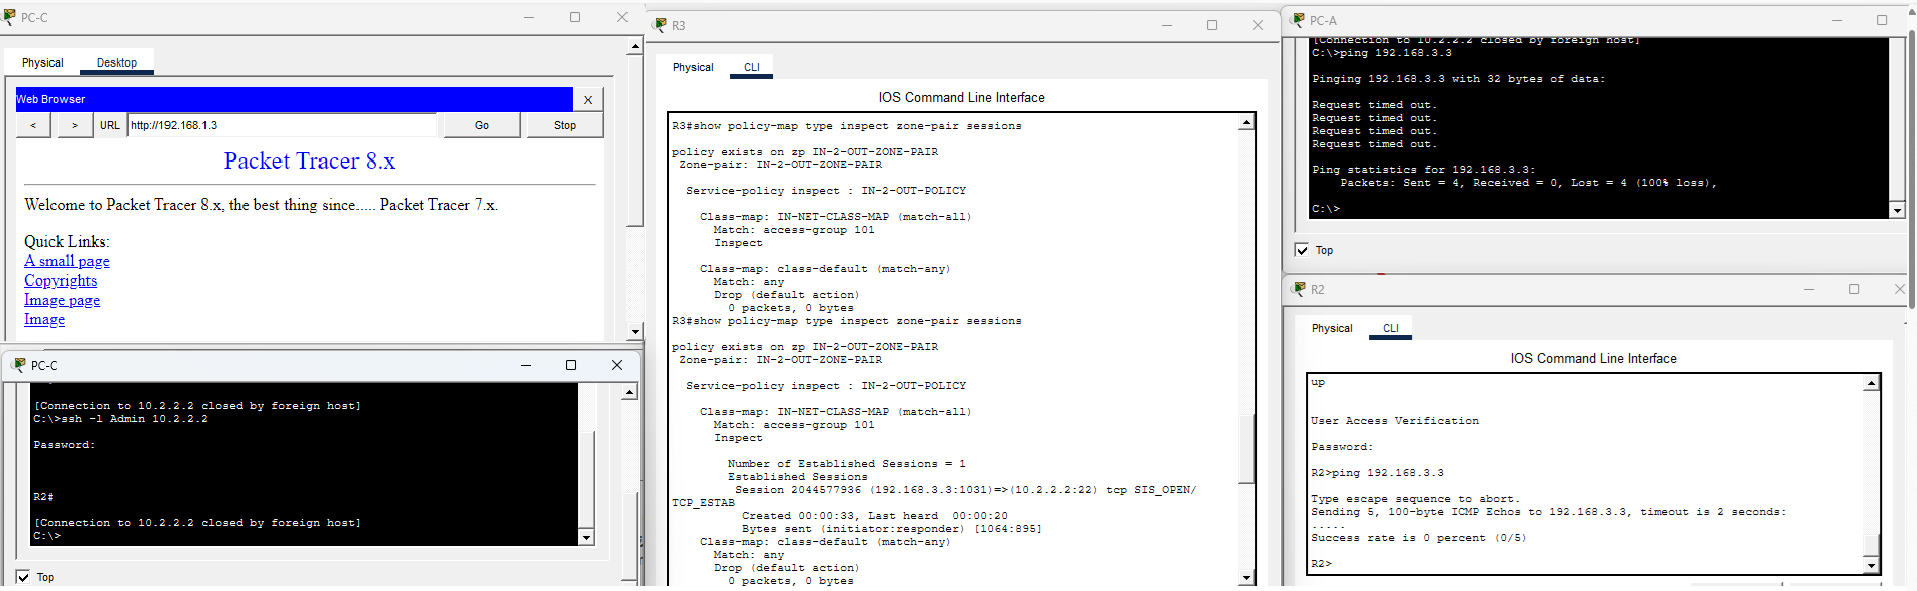 PC-C
Physical
Desktop
Web Browser
X
<
>
URL
http://192.168.1.3
Go
Stop
Packet Tracer 8.x
Welcome to Packet Tracer 8.x, the best thing since..... Packet Tracer 7.x.
Quick Links:
A small page
Copyrights
Image page
Image
PC-C
[Connection to 10.2.2.2 closed by foreign host]
C:\>ssh -l Admin 10.2.2.2
Password:
R2#
[Connection to 10.2.2.2 closed by foreign host]
C:\>
Top
R3
Physical
CLI
IOS Command Line Interface
R3#show policy-map type inspect zone-pair sessions
policy exists on zp IN-2-OUT-ZONE-PAIR
Zone-pair: IN-2-OUT-ZONE-PAIR
Service-policy inspect : IN-2-OUT-POLICY
Class-map: IN-NET-CLASS-MAP (match-all)
Match: access-group 101
Inspect
Class-map: class-default (match-any)
Match: any
Drop (default action)
0 packets, 0 bytes
R3#show policy-map type inspect zone-pair sessions
policy exists on zp IN-2-OUT-ZONE-PAIR
Zone-pair: IN-2-OUT-ZONE-PAIR
Service-policy inspect : IN-2-OUT-POLICY
Class-map: IN-NET-CLASS-MAP (match-all)
Match: access-group 101
Inspect
Number of Established Sessions = 1
Established Sessions
Session 2044577936 (192.168.3.3:1031)=>(10.2.2.2:22) tcp SIS_OPEN/
TCP_ESTAB
Created 00:00:33, Last heard 00:00:20
Bytes sent (initiator:responder) [1064:895]
Class-map: class-default (match-any)
Match: any
Drop (default action)
0 packets, 0 bytes
PC-A
[Connection to 10.2.2.2 closed by foreign host]
C:\>ping 192.168.3.3
Pinging 192.168.3.3 with 32 bytes of data:
Request timed out.
Request timed out.
Request timed out.
Request timed out.
Ping statistics for 192.168.3.3:
Packets: Sent = 4, Received = 0, Lost = 4 (100% loss),
C:\>
Top
R2
Physical
CLI
IOS Command Line Interface
up
User Access Verification
Password:
R2>ping 192.168.3.3
Type escape sequence to abort.
Sending 5, 100-byte ICMP Echos to 192.168.3.3, timeout is 2 seconds:
.....
Success rate is 0 percent (0/5)
R2>